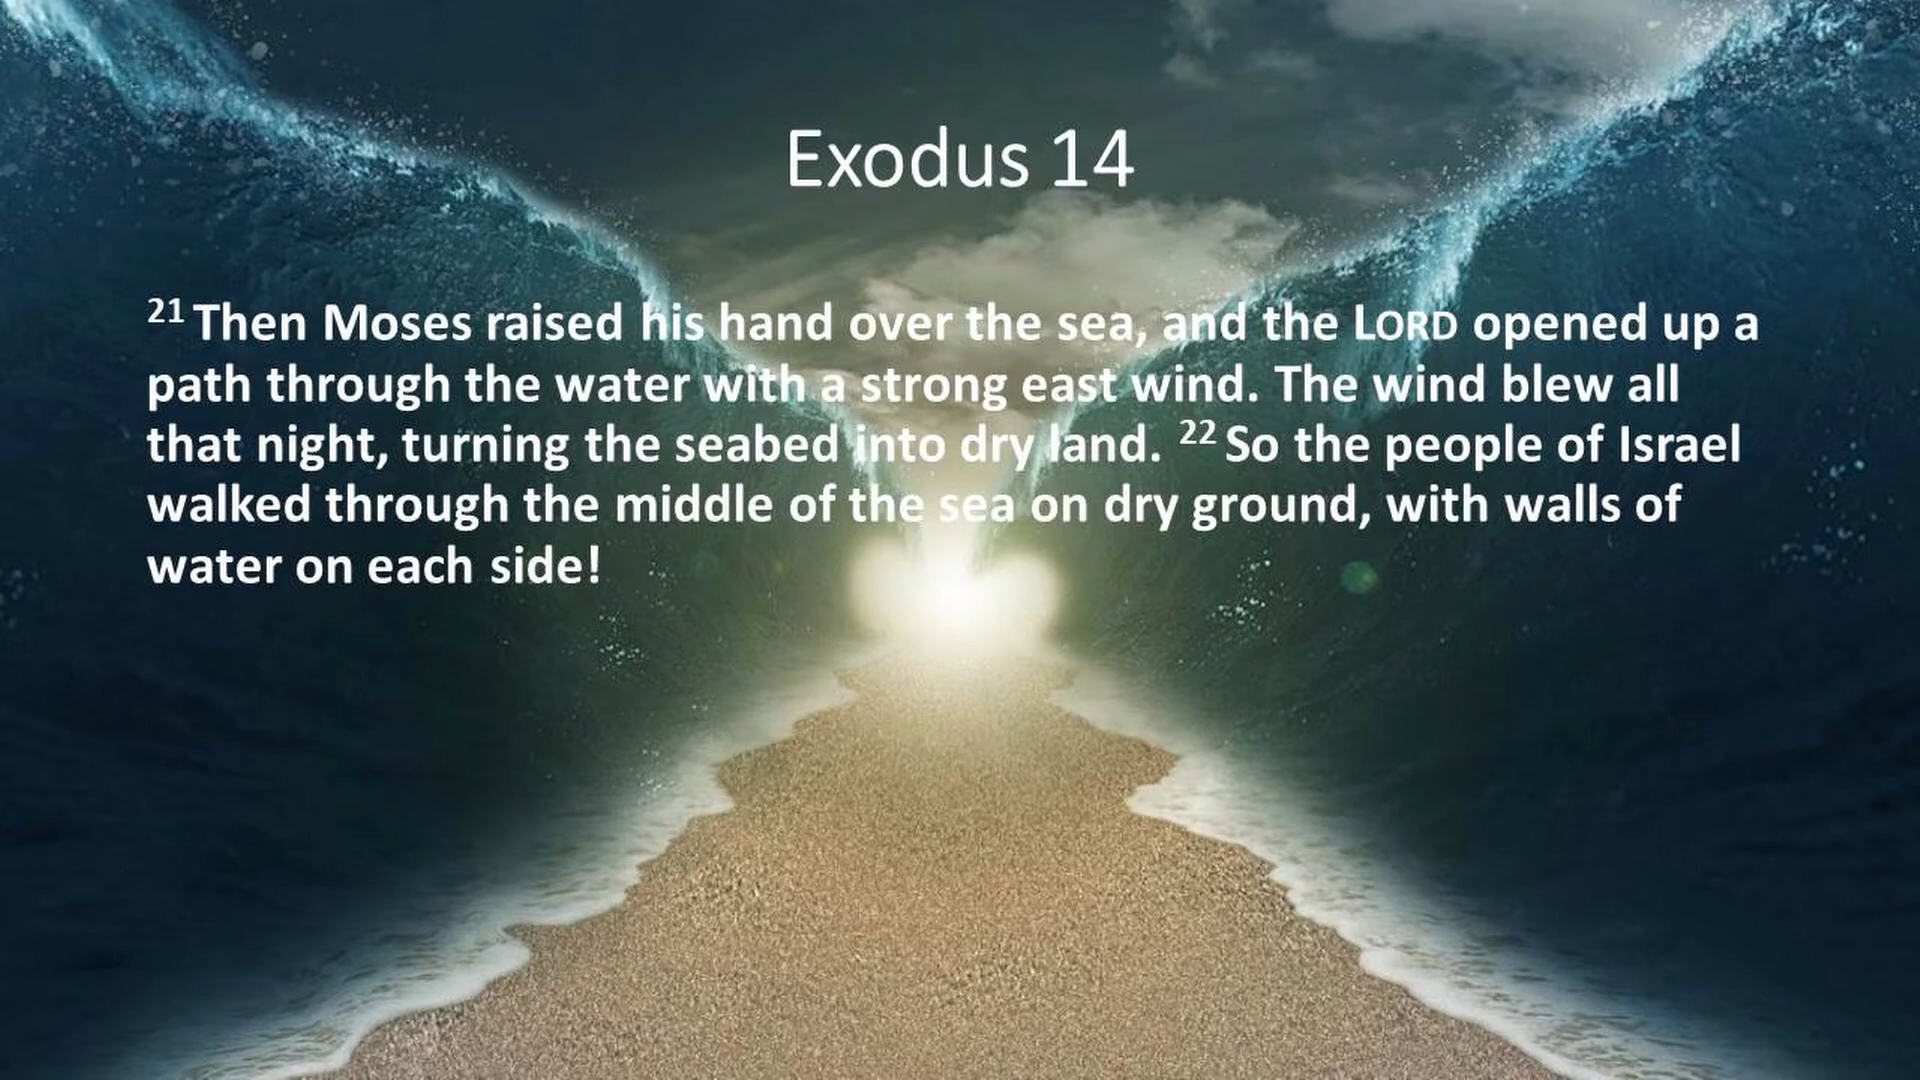 Exodus 14
21 Then Moses raised his hand over the sea, and the LORD opened up a
path through the water with a strong east wind. The wind blew all
that night, turning the seabed into dry land. 22 So the people of Israel
walked through the middle of the sea on dry ground, with walls of
water on each side!